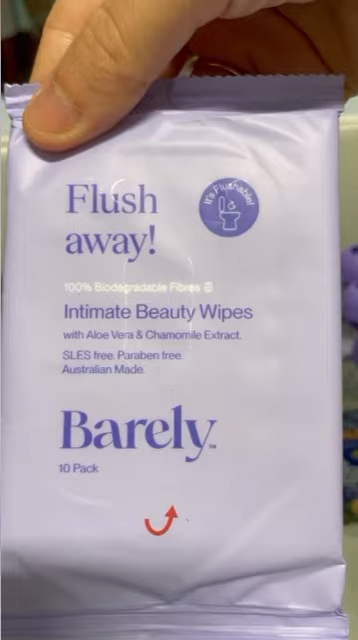 Flush
away!
It's Flushable!
100% Biodegradable Fibres
Intimate Beauty Wipes
with Aloe Vera & Chamomile Extract.
SLES free. Paraben free.
Australian Made.
Barely™
10 Pack